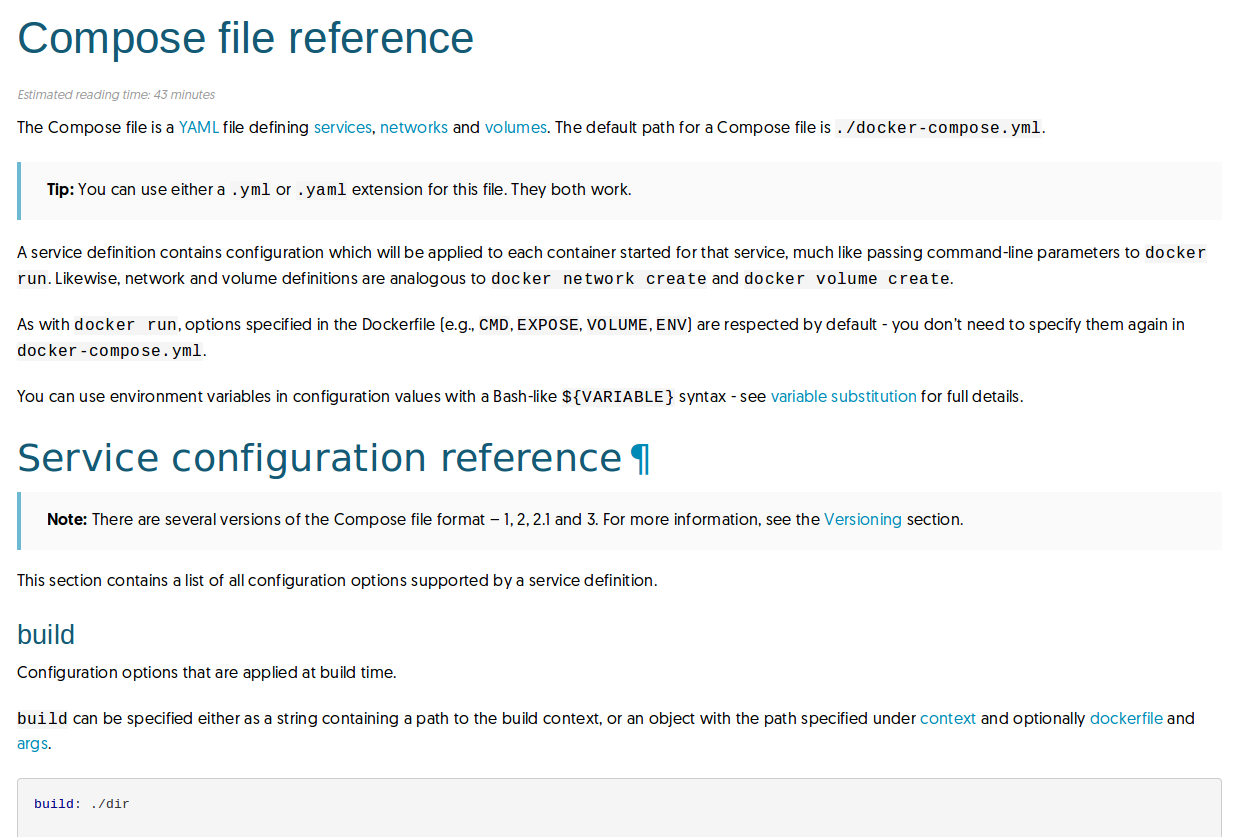 Compose file reference
Estimated reading time: 43 minutes
The Compose file is a YAML file defining services, networks and volumes. The default path for a Compose file is ./docker-compose.yml.
Tip: You can use either a .yml or .yaml extension for this file. They both work.
A service definition contains configuration which will be applied to each container started for that service, much like passing command-line parameters to docker
run. Likewise, network and volume definitions are analogous to docker network create and docker volume create.
As with docker run, options specified in the Dockerfile (e.g., CMD, EXPOSE, VOLUME, ENV) are respected by default - you don’t need to specify them again in
docker-compose.yml.
You can use environment variables in configuration values with a Bash-like ${VARIABLE} syntax - see variable substitution for full details.
Service configuration reference ¶
Note: There are several versions of the Compose file format – 1, 2, 2.1 and 3. For more information, see the Versioning section.
This section contains a list of all configuration options supported by a service definition.
build
Configuration options that are applied at build time.
build can be specified either as a string containing a path to the build context, or an object with the path specified under context and optionally dockerfile and
args.
build: ./dir